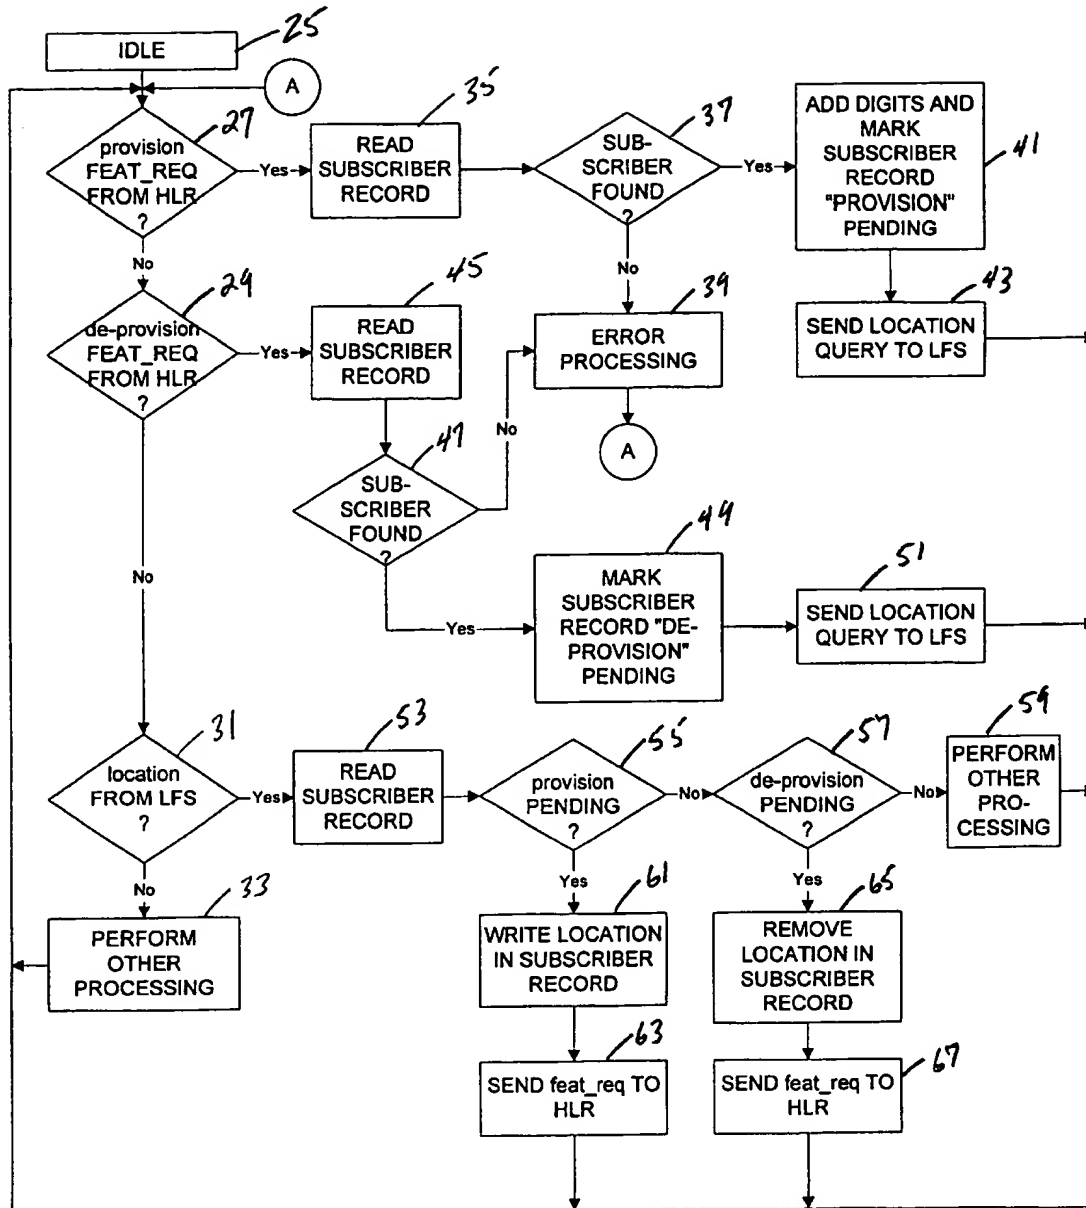 25
IDLE
A
27
provision
FEAT_REQ
FROM HLR
?
Yes
35
READ
SUBSCRIBER
RECORD
37
SUB-
SCRIBER
FOUND
?
Yes
ADD DIGITS AND
MARK
SUBSCRIBER
RECORD
"PROVISION"
PENDING
41
No
No
29
de-provision
FEAT_REQ
FROM HLR
?
Yes
45
READ
SUBSCRIBER
RECORD
39
ERROR
PROCESSING
43
SEND LOCATION
QUERY TO LFS
No
A
47
SUB-
SCRIBER
FOUND
?
No
Yes
49
MARK
SUBSCRIBER
RECORD "DE-
PROVISION"
PENDING
51
SEND LOCATION
QUERY TO LFS
31
location
FROM LFS
?
Yes
53
READ
SUBSCRIBER
RECORD
55
provision
PENDING
?
No
57
de-provision
PENDING
?
No
59
PERFORM
OTHER
PRO-
CESSING
No
33
PERFORM
OTHER
PROCESSING
Yes
61
WRITE LOCATION
IN SUBSCRIBER
RECORD
Yes
65
REMOVE
LOCATION IN
SUBSCRIBER
RECORD
63
SEND feat_req TO
HLR
67
SEND feat_req TO
HLR